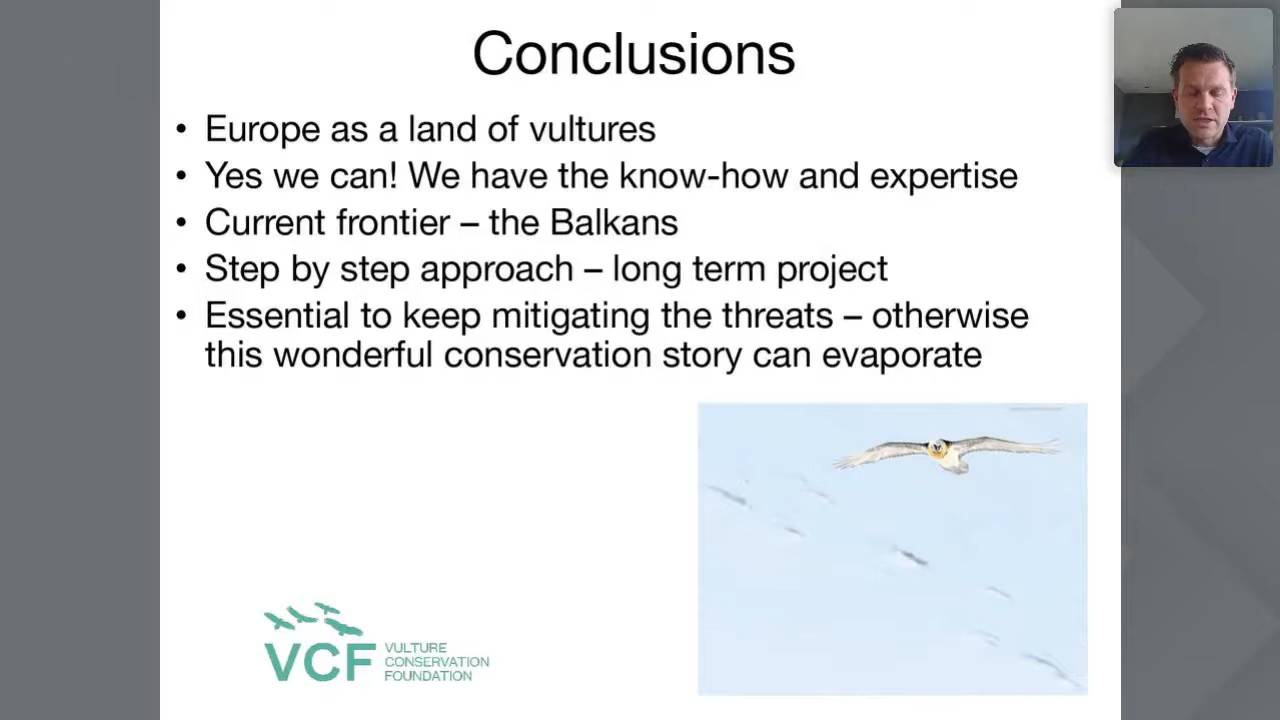 Conclusions
• Europe as a land of vultures
• Yes we can! We have the know-how and expertise
• Current frontier – the Balkans
• Step by step approach – long term project
• Essential to keep mitigating the threats – otherwise
this wonderful conservation story can evaporate
VCF
VULTURE
CONSERVATION
FOUNDATION